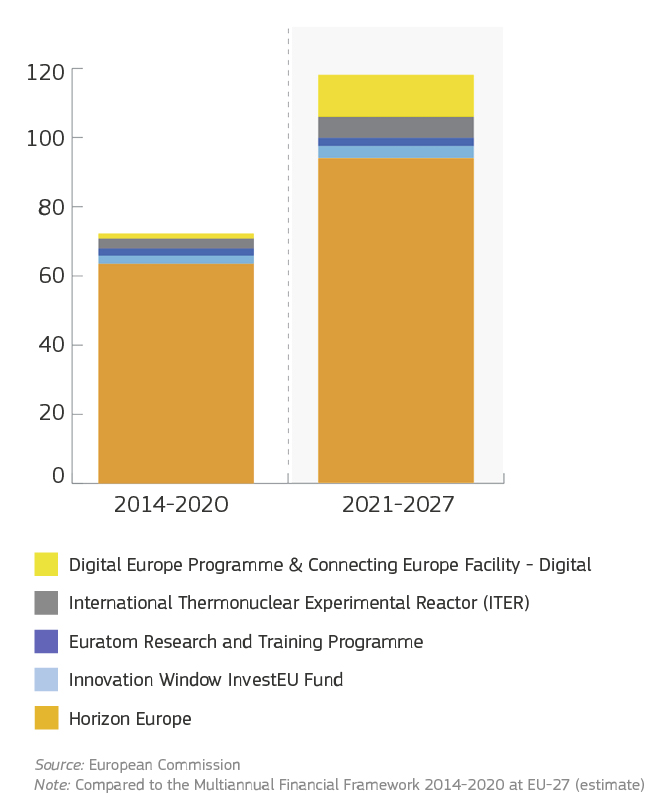 120
100
80
60
40
20
0
2014-2020
2021-2027
Digital Europe Programme & Connecting Europe Facility - Digital
International Thermonuclear Experimental Reactor (ITER)
Euratom Research and Training Programme
Innovation Window InvestEU Fund
Horizon Europe
Source: European Commission
Note: Compared to the Multiannual Financial Framework 2014-2020 at EU-27 (estimate)